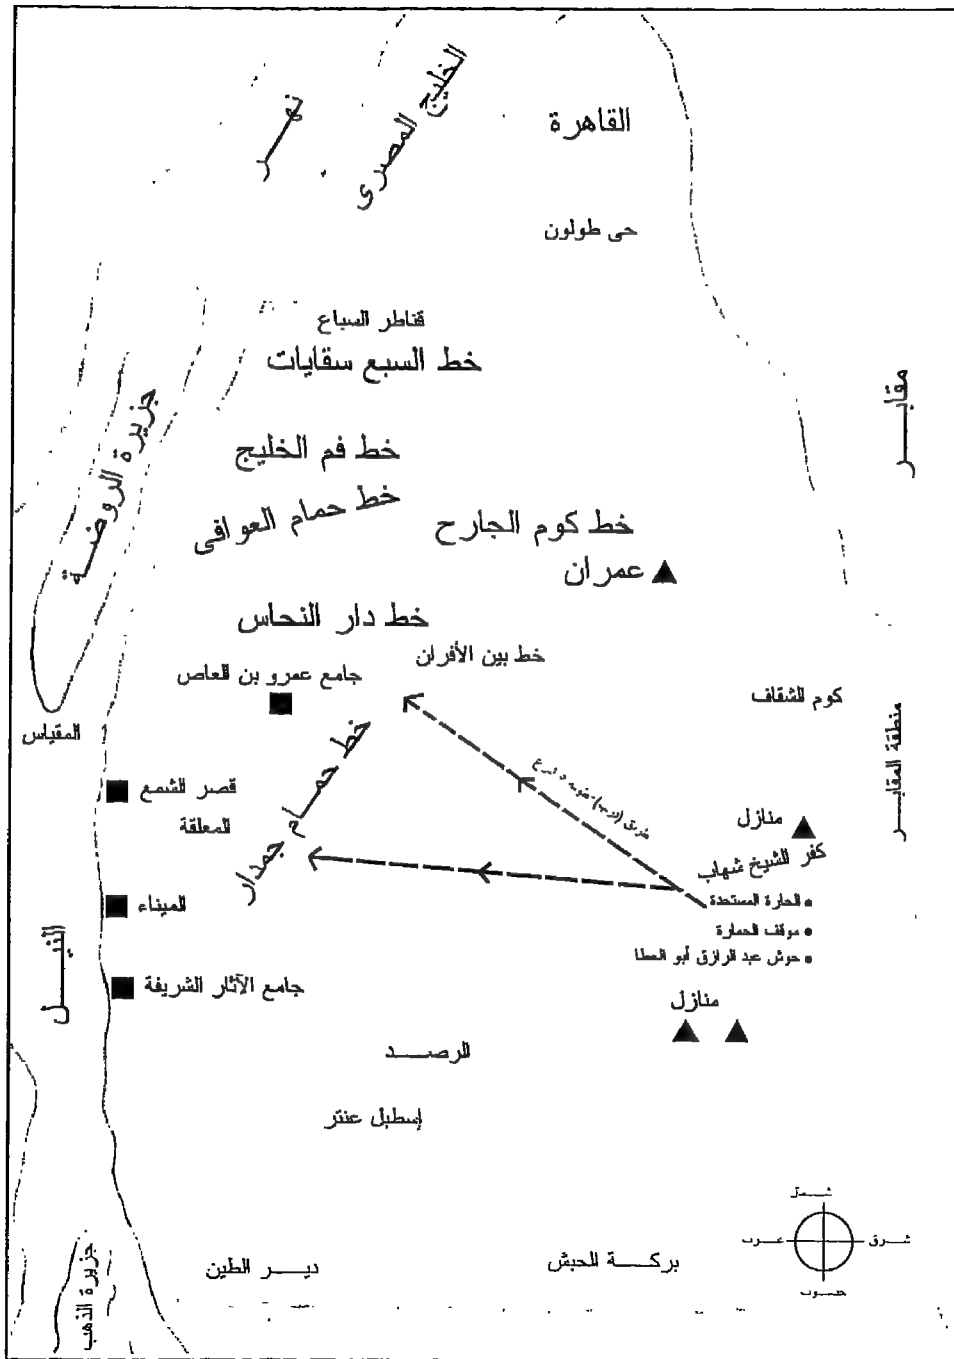 نهر
الخليج المصرى
القاهرة
حى طولون
قناطر السباع
خط السبع سقايات
مقابر
جزيرة الروضة
خط فم الخليج
خط حمام العوافى
خط كوم الجارح
عمران
خط دار النحاس
خط بين الأفران
جامع عمرو بن العاص
كوم الشقاف
منطقة المقابر
المقياس
خط حمام جمدار
قصر الشمع
المعلقة
منازل
كفر الشيخ شهاب
الحارة المستجدة
موقف الحمارة
حوش عبد الرازق أبو العطا
الميناء
النيل
جامع الآثار الشريفة
منازل
الرصد
إسطبل عنتر
شمال
شرق
غرب
جنوب
بركة الحبش
دير الطين
جزيرة الذهب